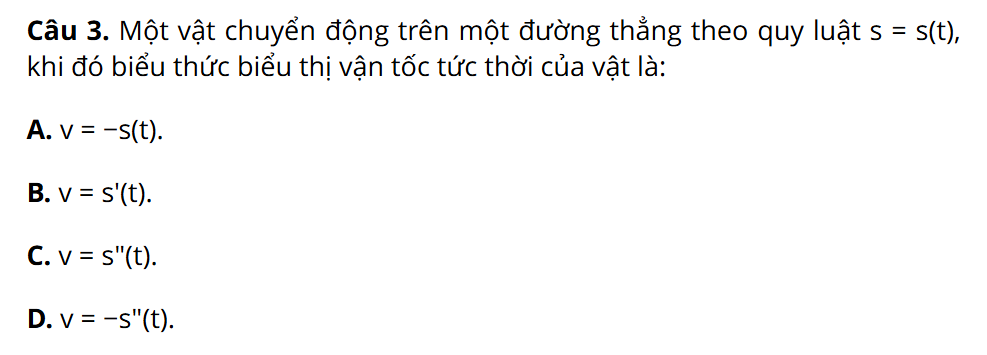 Câu 3. Một vật chuyển động trên một đường thẳng theo quy luật s = s(t),
khi đó biểu thức biểu thị vận tốc tức thời của vật là:
A. v = −s(t).
B. v = s'(t).
C. v = s"(t).
D. v = −s"(t).